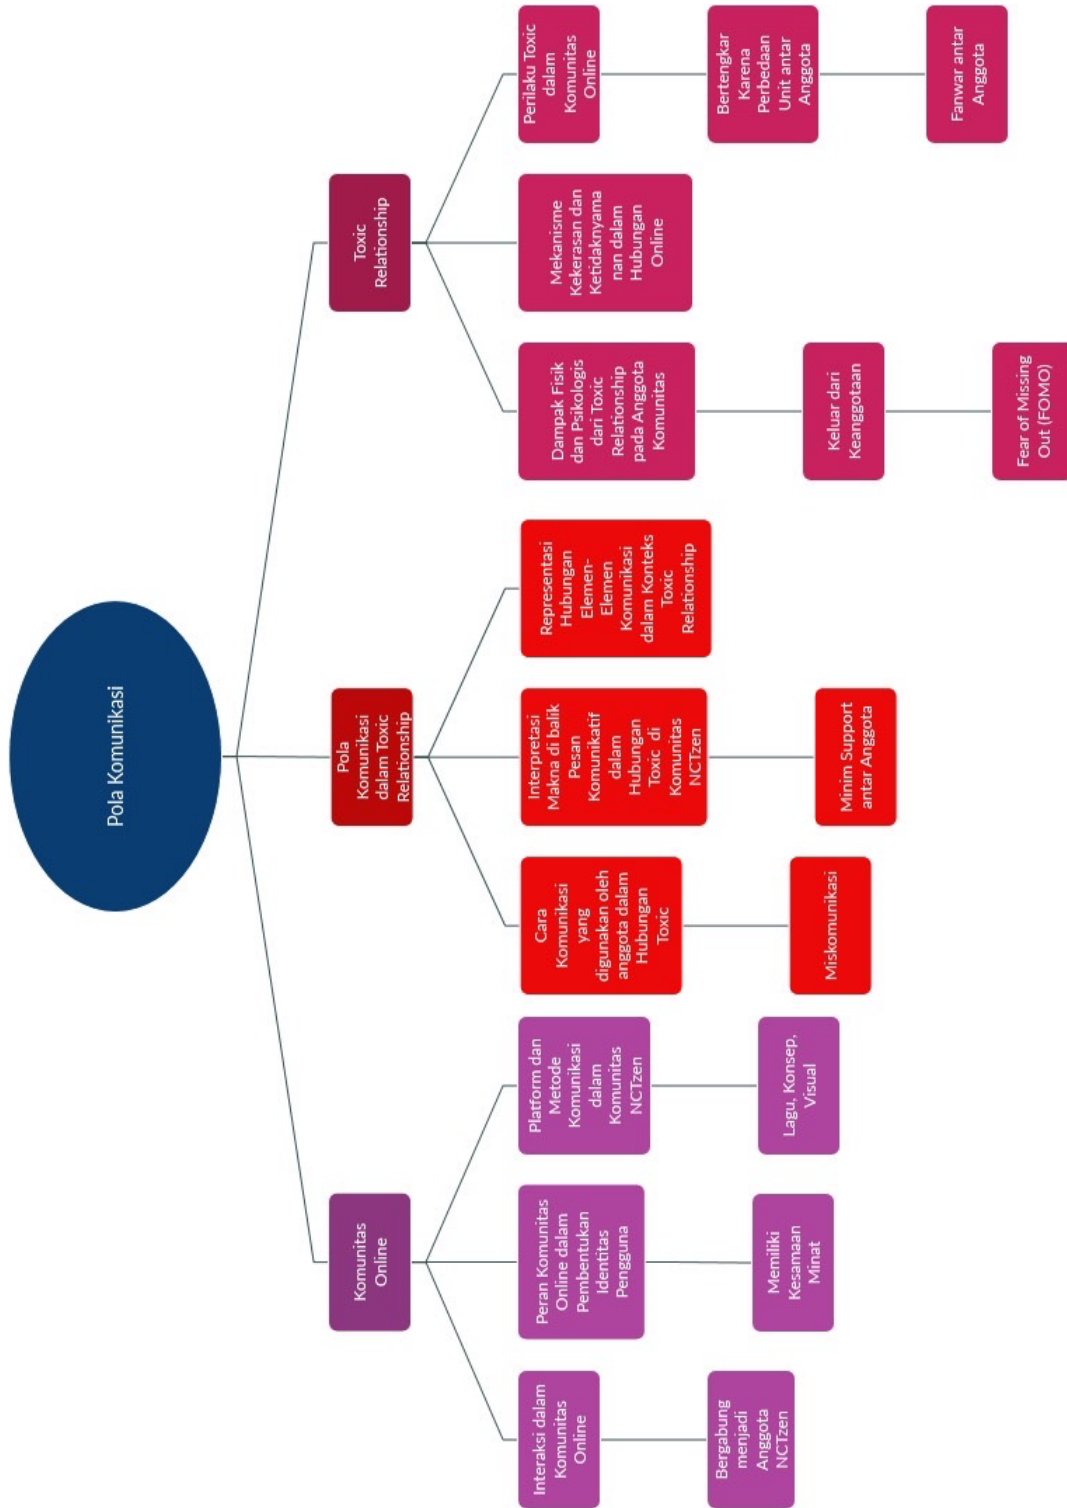 Pola Komunikasi
Komunitas
Online
Pola
Komunikasi
dalam Toxic
Relationship
Toxic
Relationship
Interaksi dalam
Komunitas
Online
Peran Komunitas
Online dalam
Pembentukan
Identitas
Pengguna
Platform dan
Metode
Komunikasi
dalam
Komunitas
NCTzen
Cara
Komunikasi
yang
digunakan oleh
anggota dalam
Hubungan
Toxic
Interpretasi
Makna di balik
Pesan
Komunikatif
dalam
Hubungan
Toxic di
Komunitas
NCTzen
Representasi
Hubungan
Elemen-
Elemen
Komunikasi
dalam Konteks
Toxic
Relationship
Dampak Fisik
dan Psikologis
dari Toxic
Relationship
pada Anggota
Komunitas
Mekanisme
Kekerasan dan
Ketidaknyama
nan dalam
Hubungan
Online
Perilaku Toxic
dalam
Komunitas
Online
Bergabung
menjadi
Anggota
NCTzen
Memiliki
Kesamaan
Minat
Lagu, Konsep,
Visual
Miskomunikasi
Minim Support
antar Anggota
Keluar dari
Keanggotaan
Bertengkar
Karena
Perbedaan
Unit antar
Anggota
Fear of Missing
Out (FOMO)
Fanwar antar
Anggota